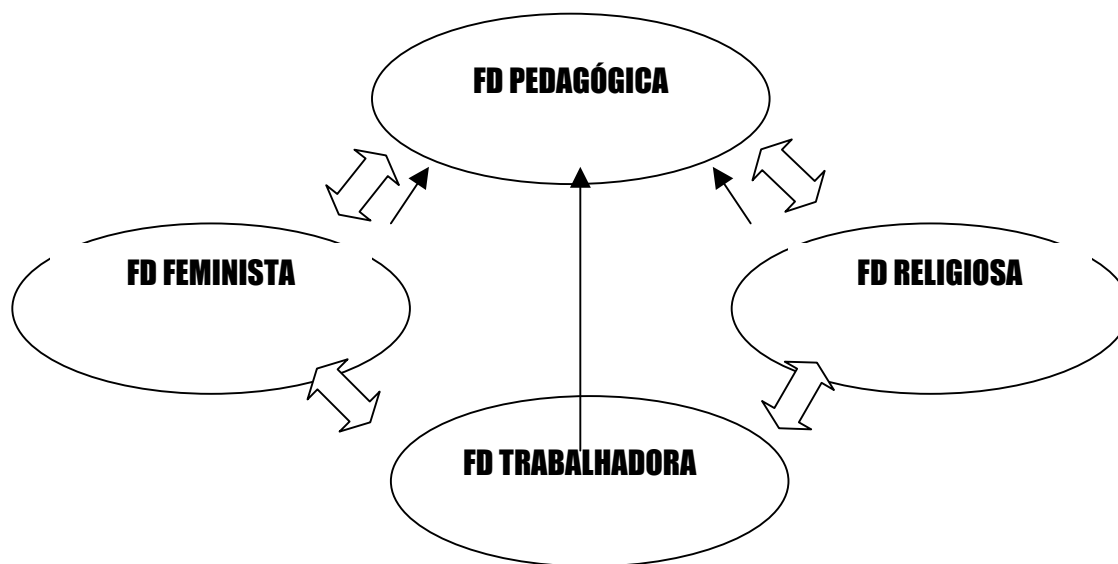 FD PEDAGÓGICA
FD FEMINISTA
FD RELIGIOSA
FD TRABALHADORA